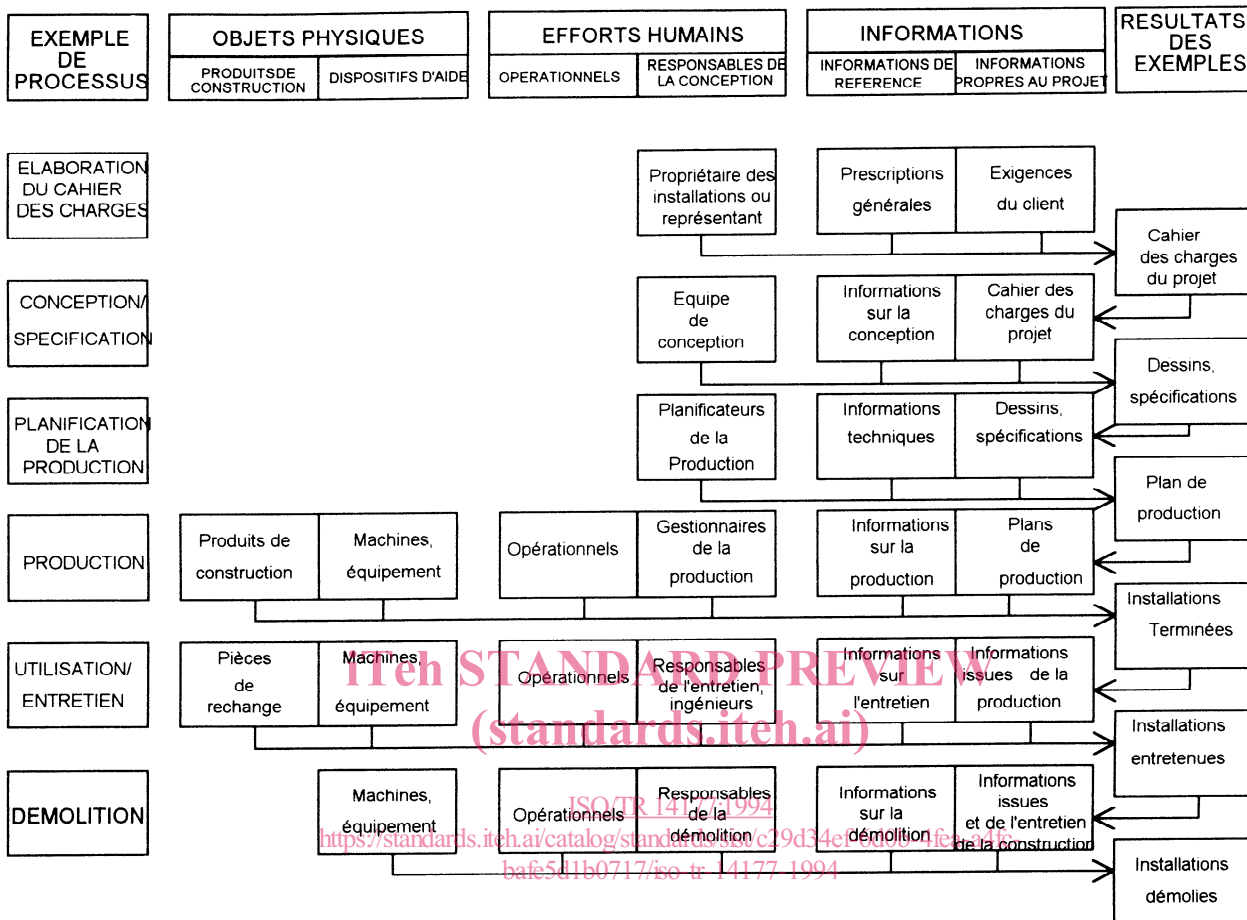 EXEMPLE
DE
PROCESSUS
OBJETS PHYSIQUES
PRODUITS DE
CONSTRUCTION
DISPOSITIFS D'AIDE
EFFORTS HUMAINS
OPERATIONNELS
RESPONSABLES DE
LA CONCEPTION
INFORMATIONS
INFORMATIONS DE
REFERENCE
INFORMATIONS
PROPRES AU PROJET
RESULTATS
DES
EXEMPLES
ELABORATION
DU CAHIER
DES CHARGES
Propriétaire des
installations ou
représentant
Prescriptions
générales
Exigences
du client
Cahier
des charges
du projet
CONCEPTION/
SPECIFICATION
Equipe
de
conception
Informations
sur la
conception
Cahier des
charges du
projet
Dessins,
spécifications
PLANIFICATION
DE LA
PRODUCTION
Planificateurs
de la
Production
Informations
techniques
Dessins,
spécifications
Plan de
production
PRODUCTION
Produits de
construction
Machines,
équipement
Opérationnels
Gestionnaires
de la
production
Informations
sur la
production
Plans
de
production
Installations
Terminées
UTILISATION/
ENTRETIEN
Pièces
de
rechange
Machines,
équipement
Opérationnels
Responsables
de l'entretien,
ingénieurs
Informations
sur
l'entretien
Informations
issues de la
production
Installations
entretenues
iTeh STANDARD PREVIEW
(standards.iteh.ai)
DEMOLITION
Machines,
équipement
Opérationnels
Responsables
de la
démolition
Informations
sur la
démolition
Informations
issues
et de l'entretien
de la construction
Installations
démolies
ISO/TR 14177:1994
https://standards.iteh.ai/catalog/standards/sist/c29d34ef-0d0b-4fea-a4fc-
bafe5d1b0717/iso-tr-14177-1994